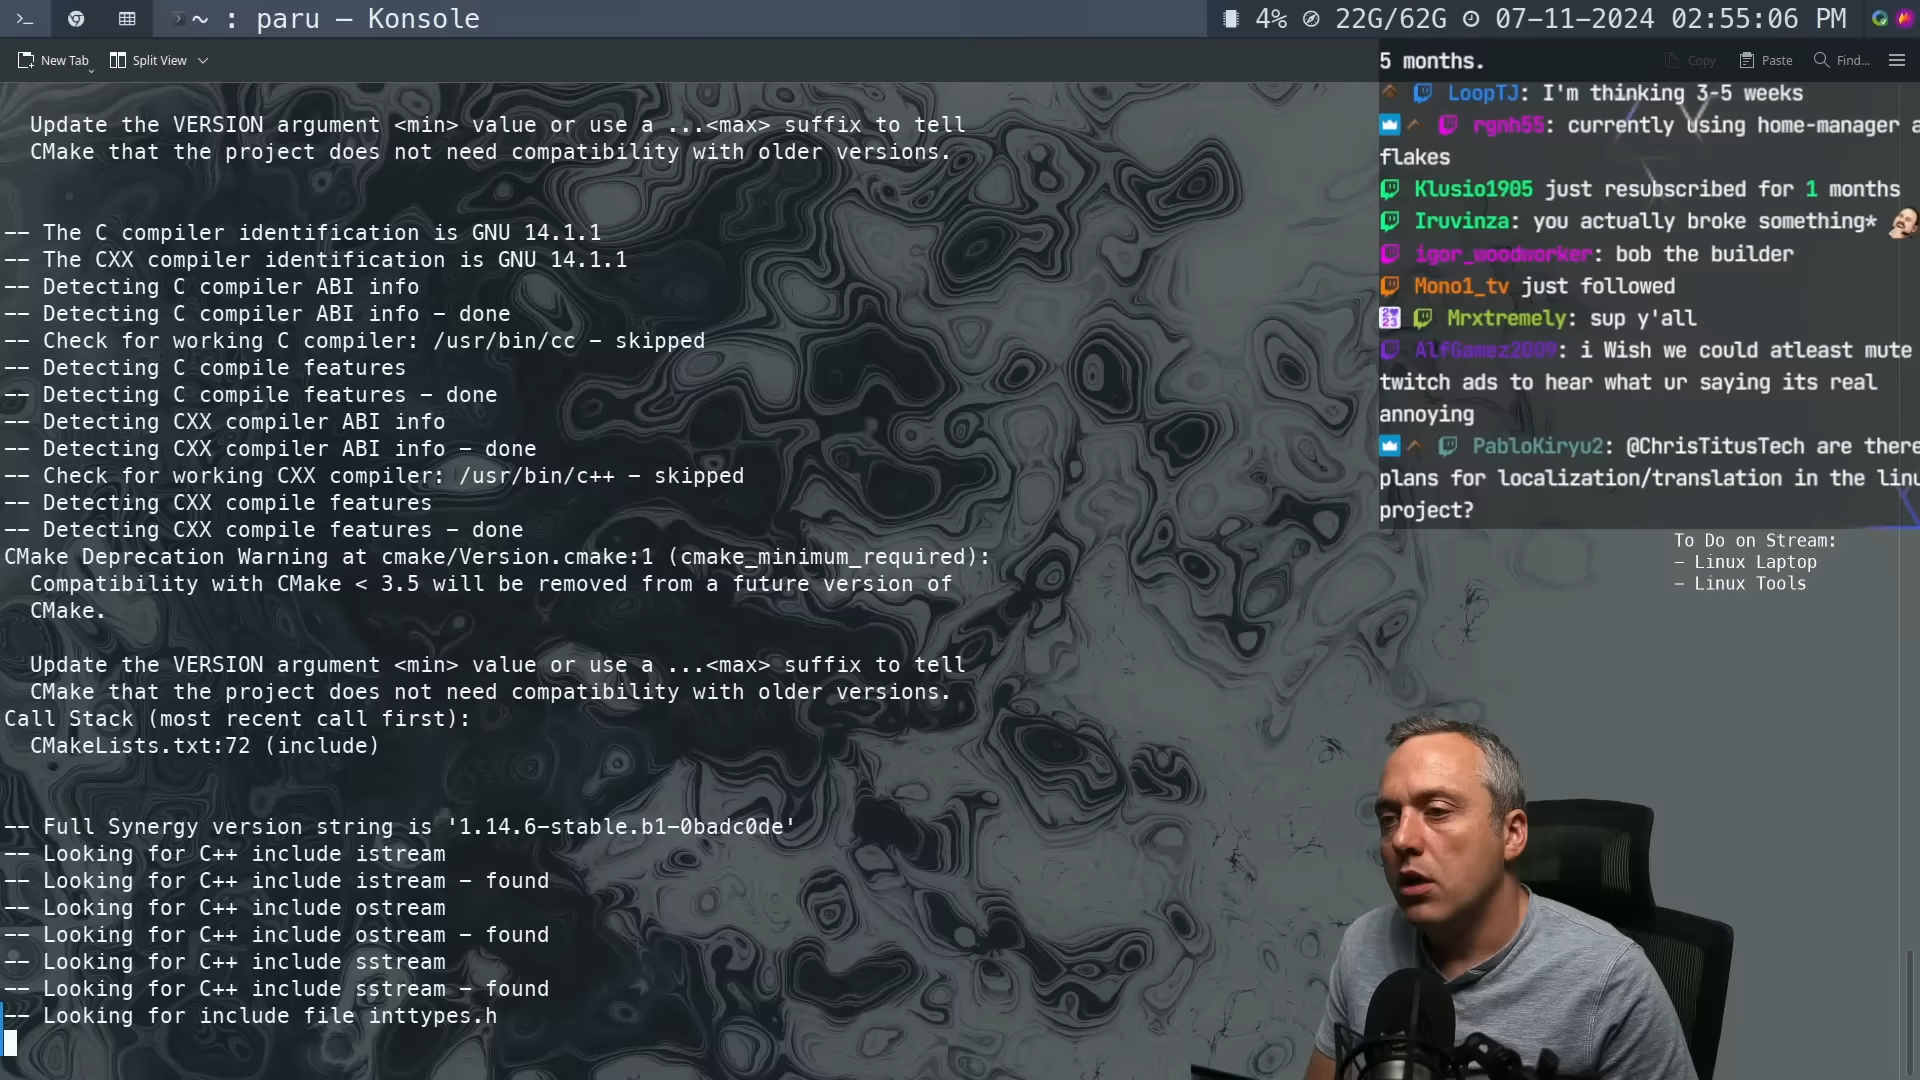 ~ : paru — Konsole
4% 22G/62G 07-11-2024 02:55:06 PM
New Tab Split View Copy Paste Find...
Update the VERSION argument <min> value or use a ...<max> suffix to tell
CMake that the project does not need compatibility with older versions.
-- The C compiler identification is GNU 14.1.1
-- The CXX compiler identification is GNU 14.1.1
-- Detecting C compiler ABI info
-- Detecting C compiler ABI info - done
-- Check for working C compiler: /usr/bin/cc - skipped
-- Detecting C compile features
-- Detecting C compile features - done
-- Detecting CXX compiler ABI info
-- Detecting CXX compiler ABI info - done
-- Check for working CXX compiler: /usr/bin/c++ - skipped
-- Detecting CXX compile features
-- Detecting CXX compile features - done
CMake Deprecation Warning at cmake/Version.cmake:1 (cmake_minimum_required):
Compatibility with CMake < 3.5 will be removed from a future version of
CMake.
Update the VERSION argument <min> value or use a ...<max> suffix to tell
CMake that the project does not need compatibility with older versions.
Call Stack (most recent call first):
CMakeLists.txt:72 (include)
-- Full Synergy version string is '1.14.6-stable.b1-0badc0de'
-- Looking for C++ include istream
-- Looking for C++ include istream - found
-- Looking for C++ include ostream
-- Looking for C++ include ostream - found
-- Looking for C++ include sstream
-- Looking for C++ include sstream - found
-- Looking for include file inttypes.h
5 months.
LoopTJ: I'm thinking 3-5 weeks
rgnh55: currently using home-manager a
flakes
Klusio1905 just resubscribed for 1 months
Iruvinza: you actually broke something*
igor_woodworker: bob the builder
Mono1_tv just followed
Mrxtremely: sup y'all
AlfGamez2009: i Wish we could atleast mute
twitch ads to hear what ur saying its real
annoying
PabloKiryu2: @ChrisTitusTech are there
plans for localization/translation in the linu
project?
To Do on Stream:
- Linux Laptop
- Linux Tools